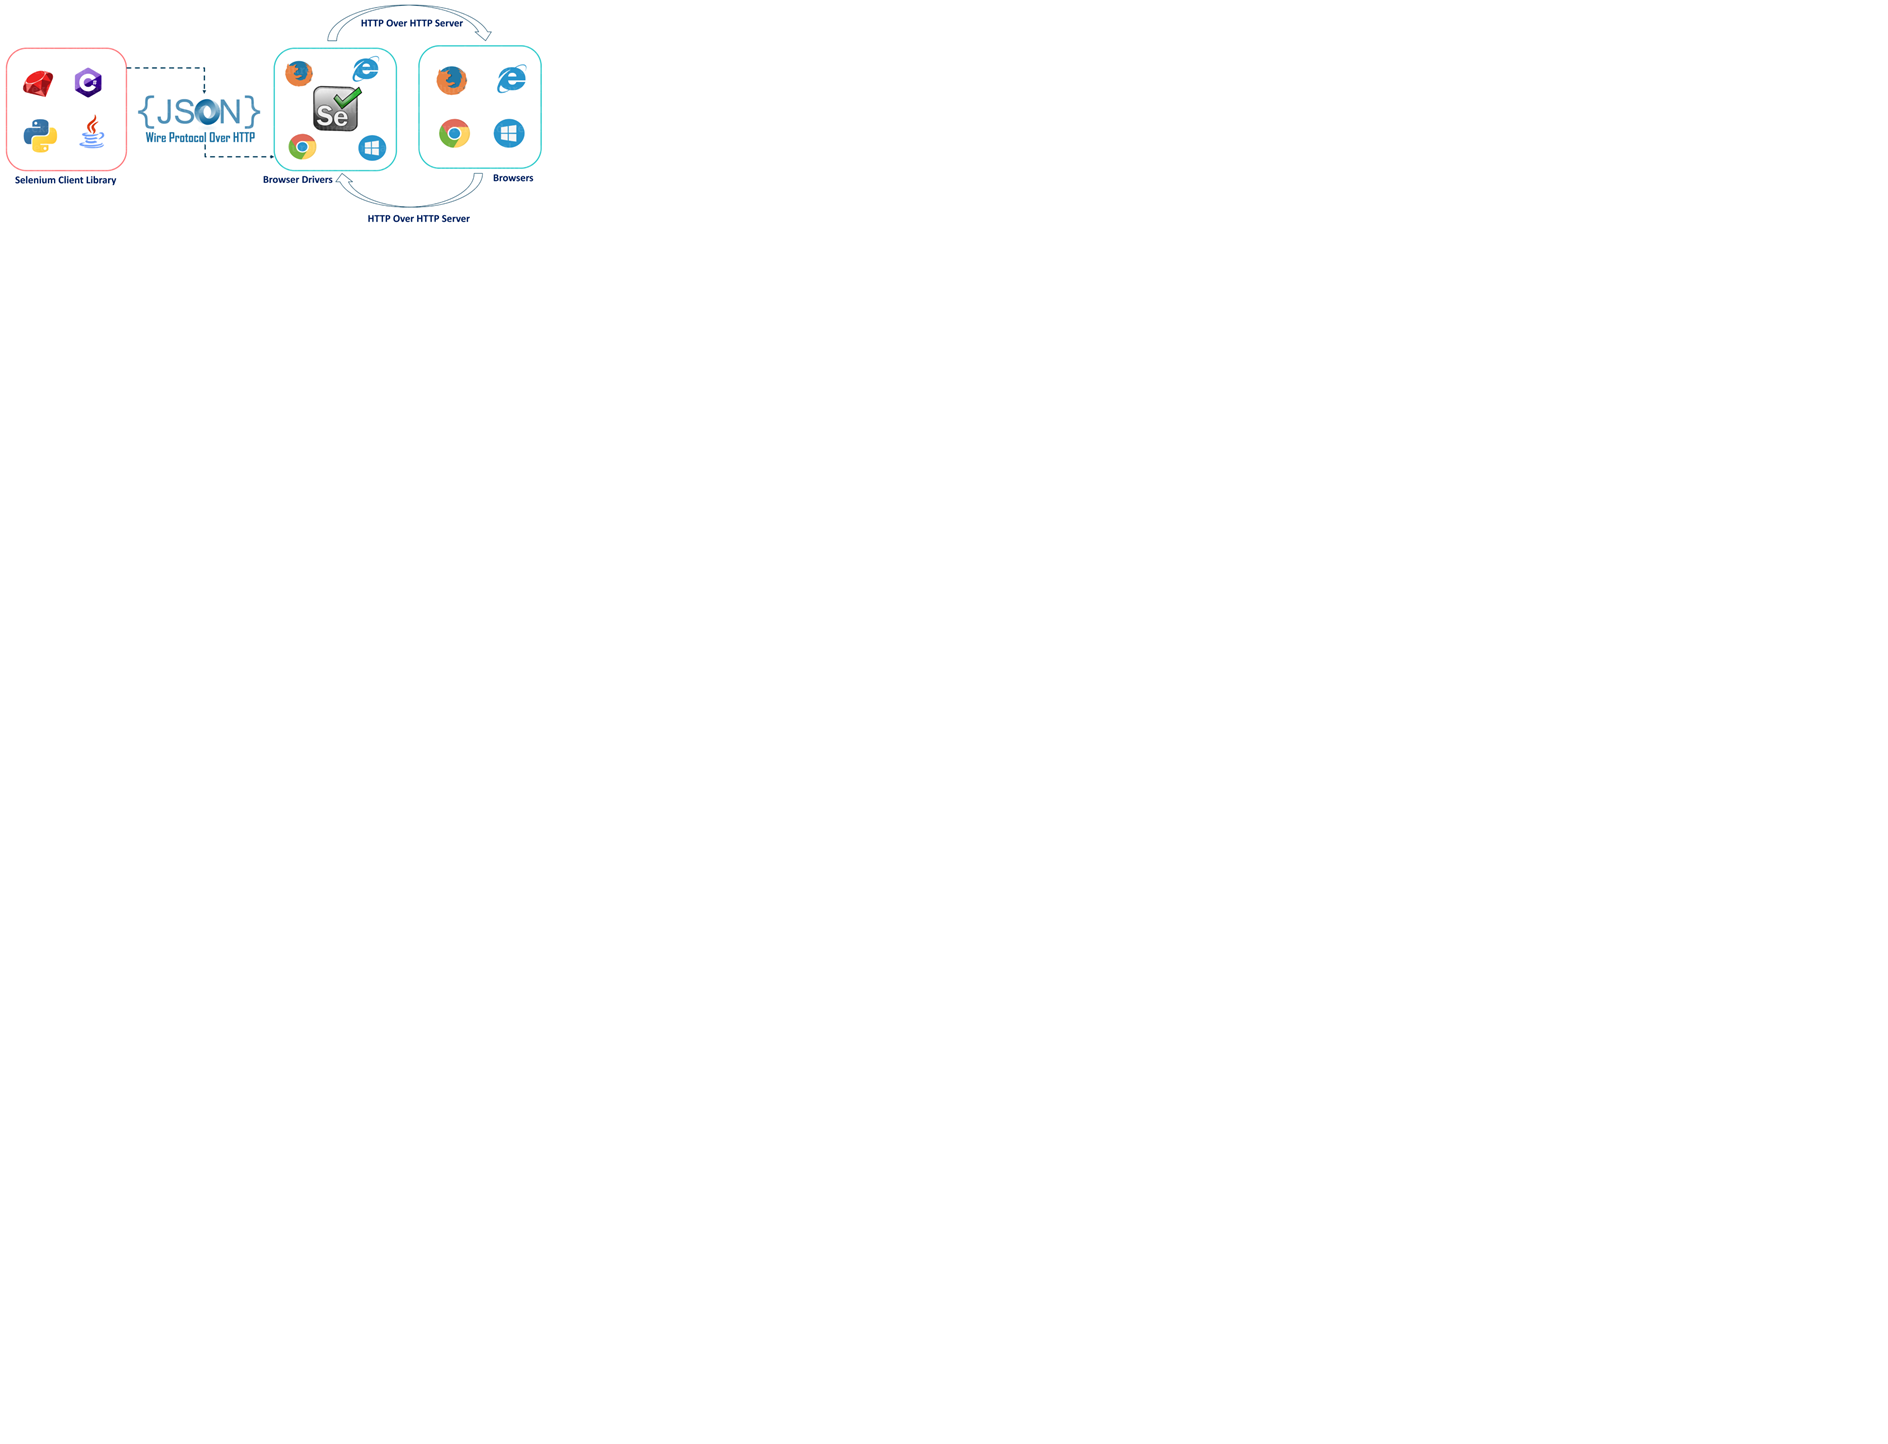 HTTP Over HTTP Server
{JSON}
Wire Protocol Over HTTP
Se
Selenium Client Library
Browser Drivers
Browsers
HTTP Over HTTP Server